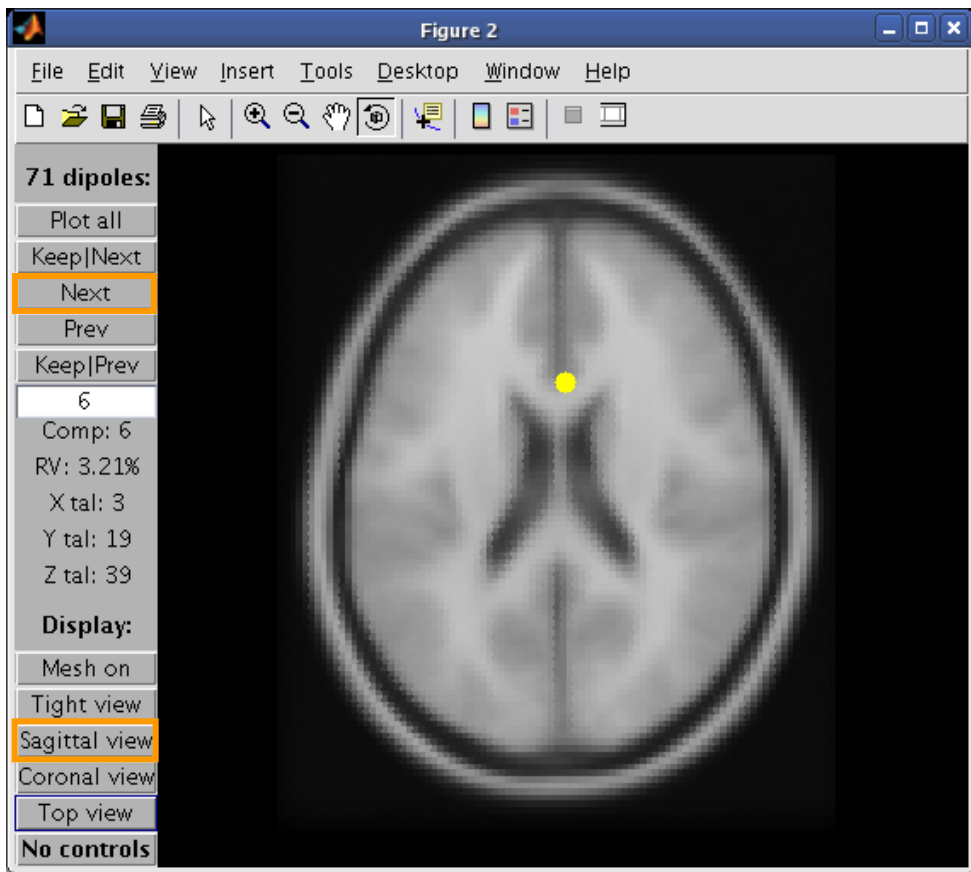 Figure 2
File Edit View Insert Tools Desktop Window Help
71 dipoles:
Plot all
Keep|Next
Next
Prev
Keep|Prev
6
Comp: 6
RV: 3.21%
X tal: 3
Y tal: 19
Z tal: 39
Display:
Mesh on
Tight view
Sagittal view
Coronal view
Top view
No controls